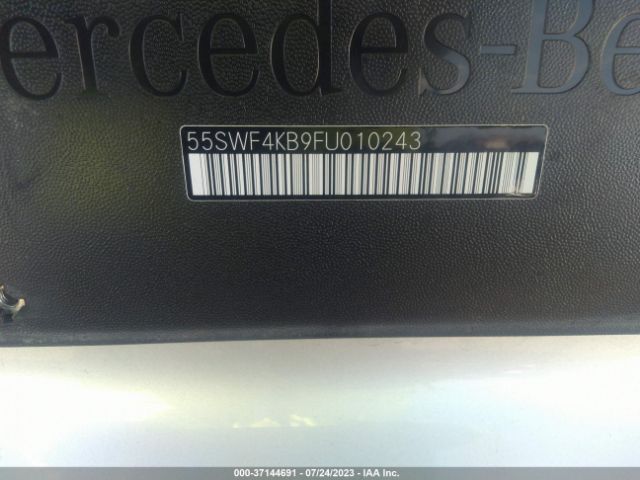 ercedes-Be
55SWF4KB9FU010243
000-37144691 - 07/24/2023 - IAA Inc.